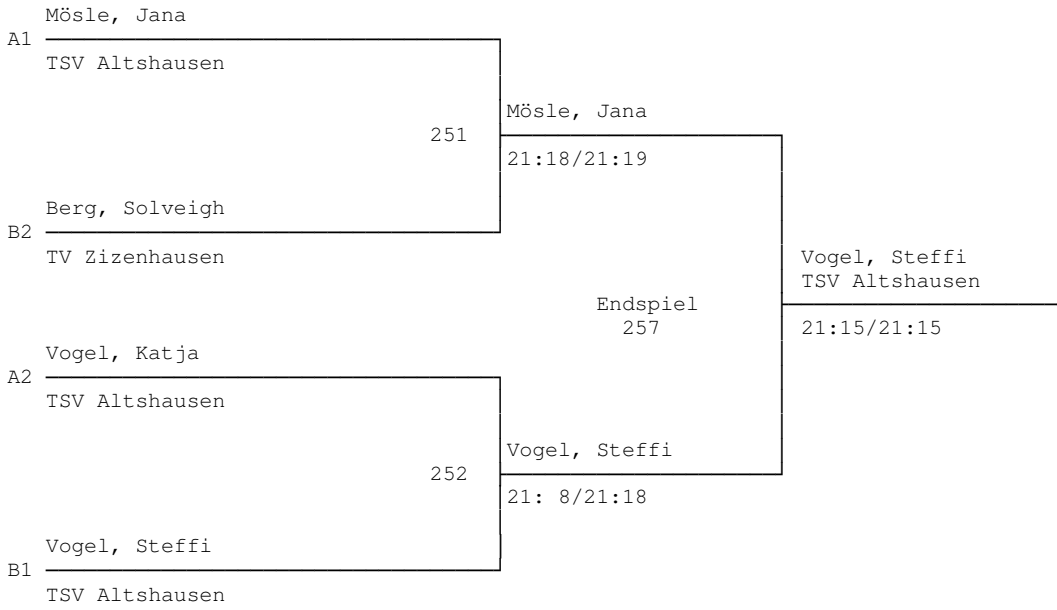 Mösle, Jana
A1
TSV Altshausen
Mösle, Jana
251
21:18/21:19
Berg, Solveigh
B2
TV Zizenhausen
Vogel, Steffi
TSV Altshausen
Endspiel
257
21:15/21:15
Vogel, Katja
A2
TSV Altshausen
Vogel, Steffi
252
21: 8/21:18
Vogel, Steffi
B1
TSV Altshausen